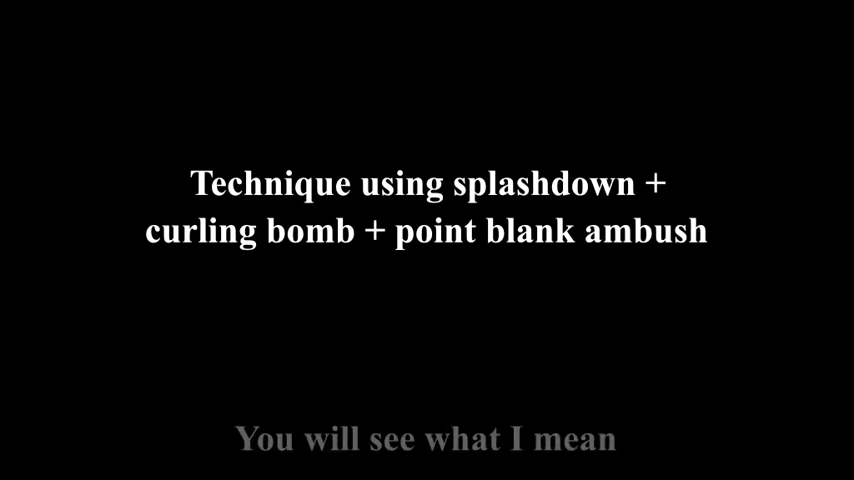 Technique using splashdown +
curling bomb + point blank ambush
You will see what I mean